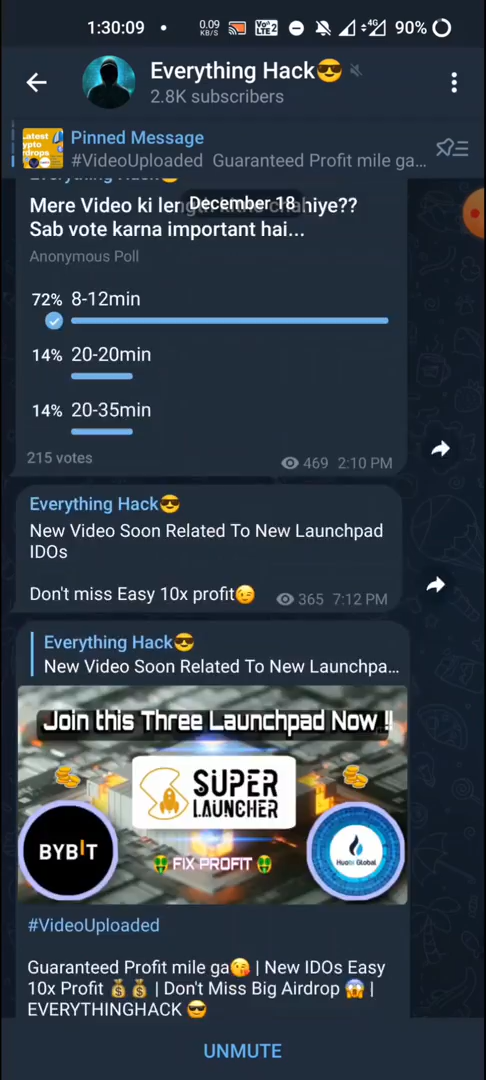 1:30:09
0.09
KB/S
Vo
LTE 2
4G
90%
Everything Hack😎
2.8K subscribers
Latest
Pinned Message
#VideoUploaded Guaranteed Profit mile ga...
Everything Hack😎
December 18
Mere Video ki
Sab vote karna important hai...
Anonymous Poll
72% 8-12min
14% 20-20min
14% 20-35min
215 votes
469 2:10 PM
Everything Hack😎
New Video Soon Related To New Launchpad
IDOs
Don't miss Easy 10x profit😉
365 7:12 PM
Everything Hack😎
New Video Soon Related To New Launchpa...
Join this Three Launchpad Now !!
SUPER
LAUNCHER
BYBIT
🤑 FIX PROFIT 🤑
Huobi Global
#VideoUploaded
Guaranteed Profit mile ga😘 | New IDOs Easy
10x Profit 💰💰 | Don't Miss Big Airdrop 😱 |
EVERYTHINGHACK 😎
UNMUTE